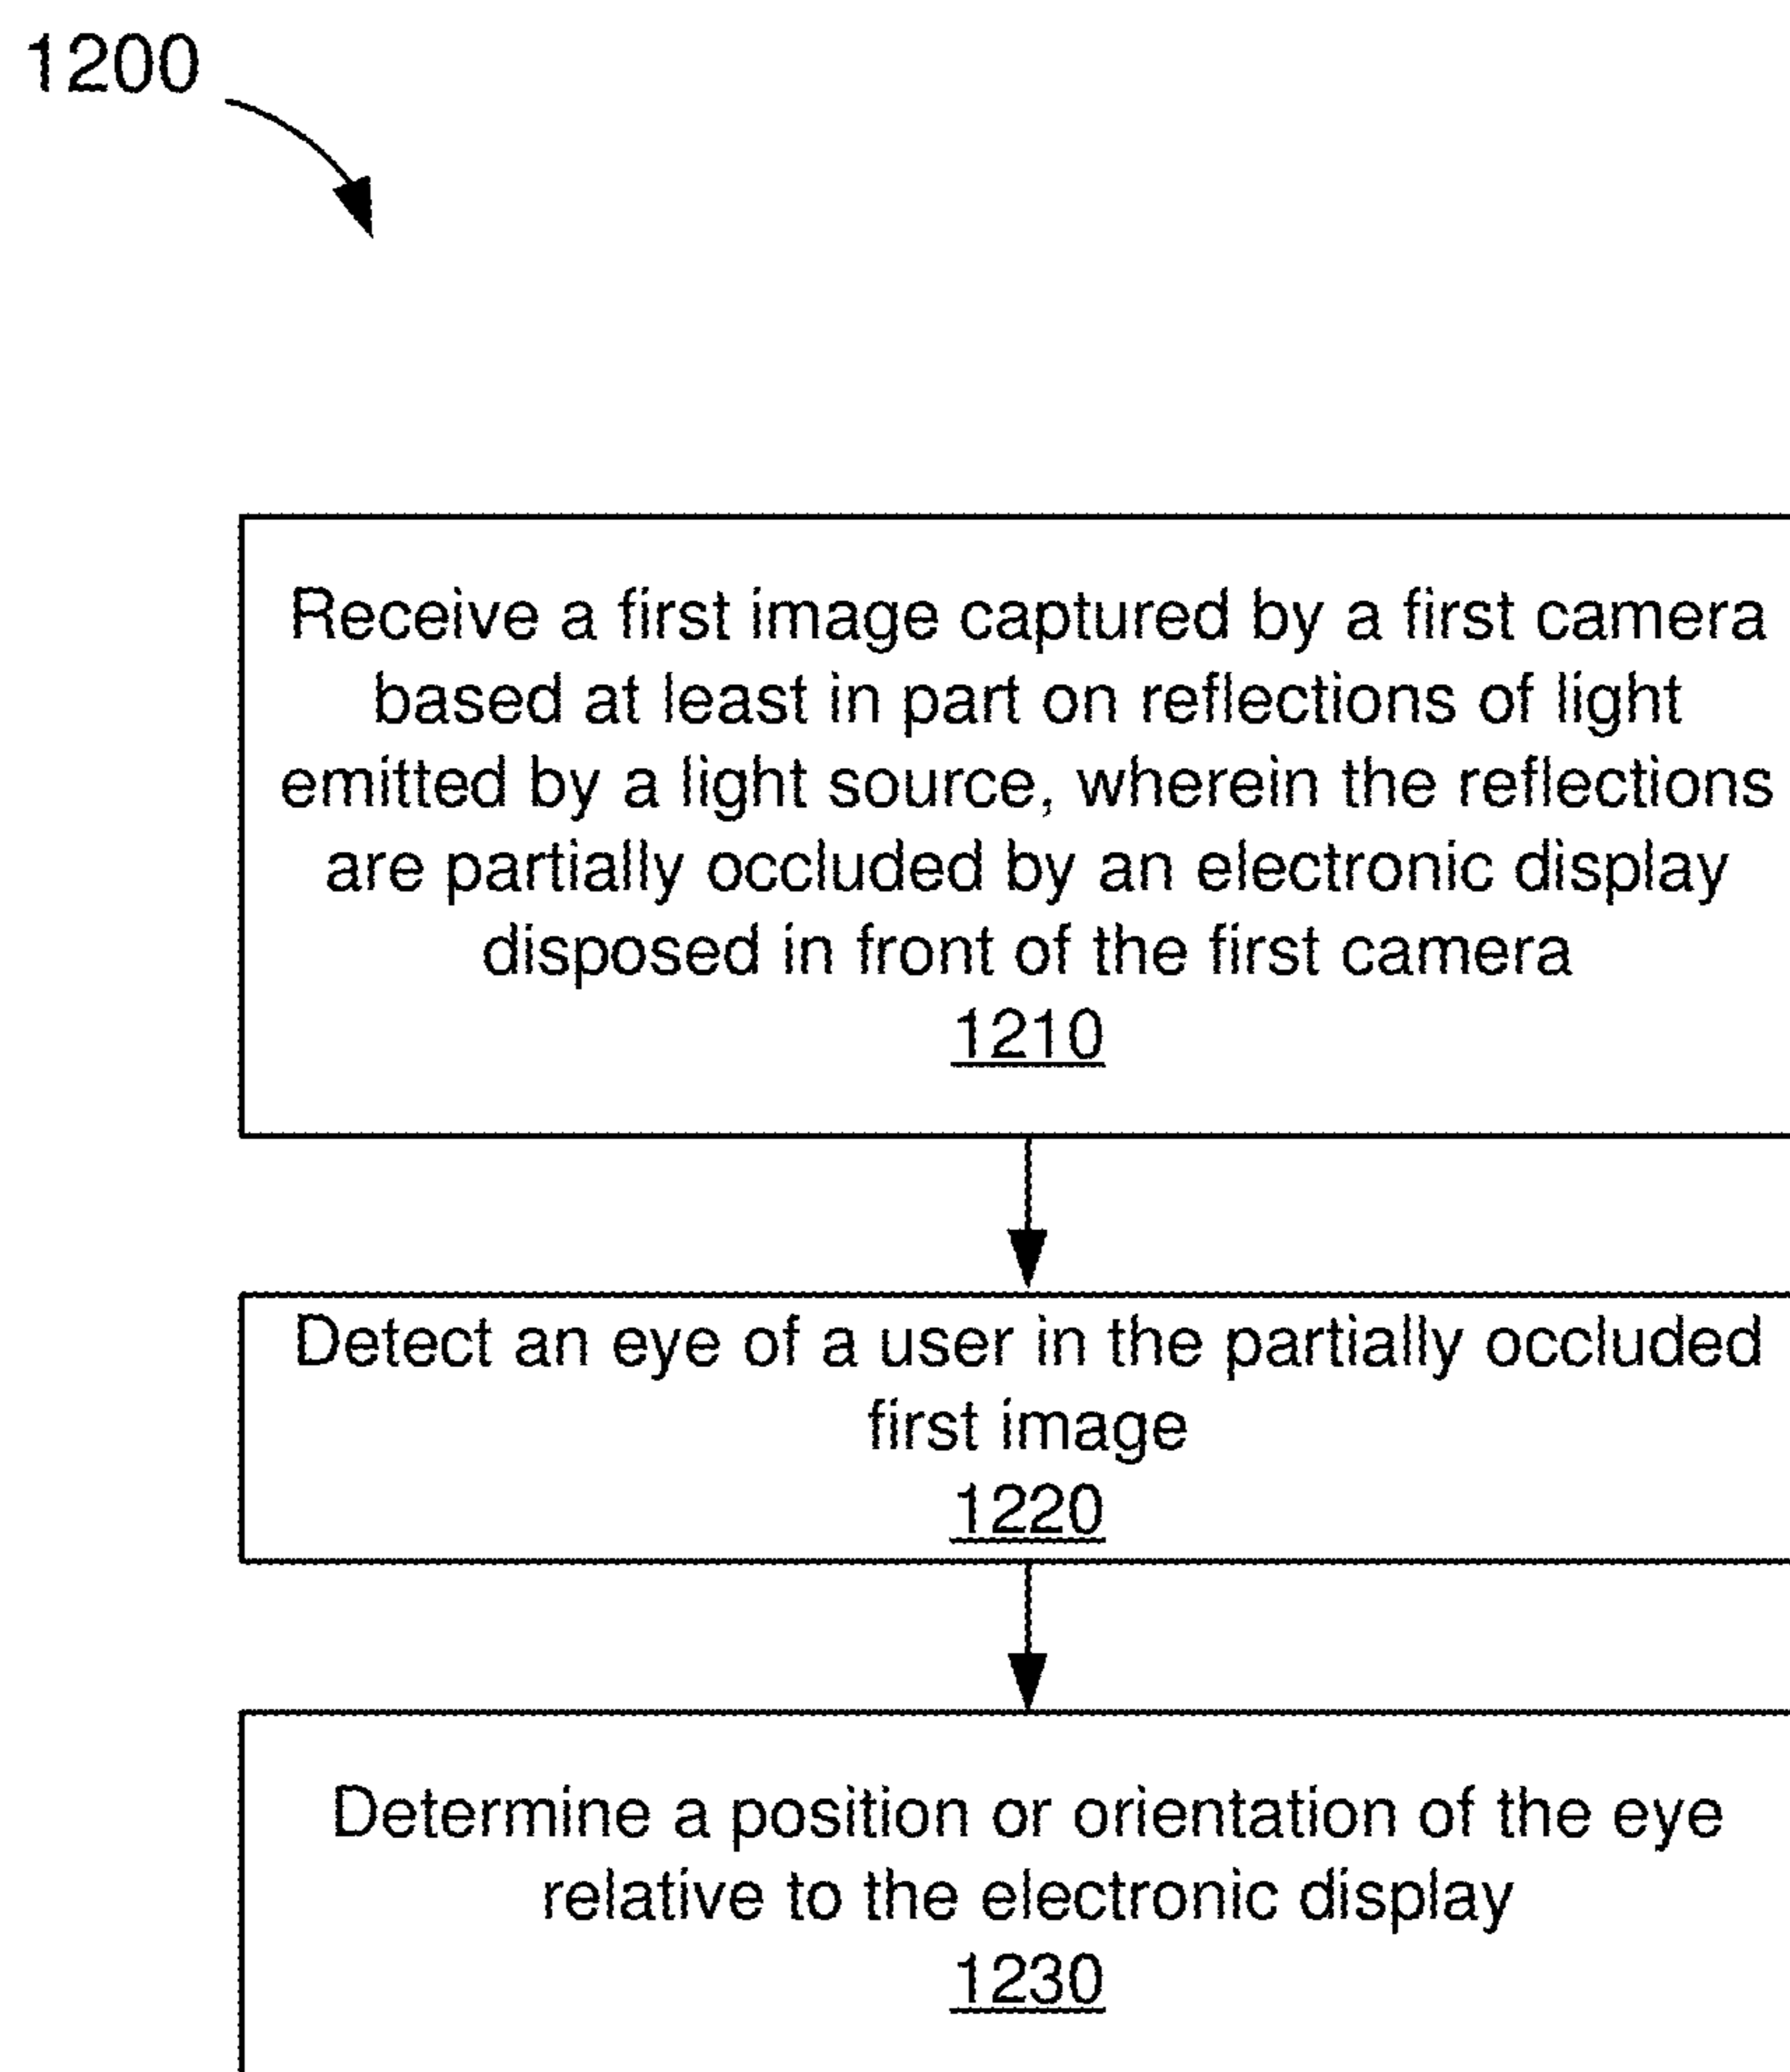 1200
Receive a first image captured by a first camera
based at least in part on reflections of light
emitted by a light source, wherein the reflections
are partially occluded by an electronic display
disposed in front of the first camera
1210
Detect an eye of a user in the partially occluded
first image
1220
Determine a position or orientation of the eye
relative to the electronic display
1230